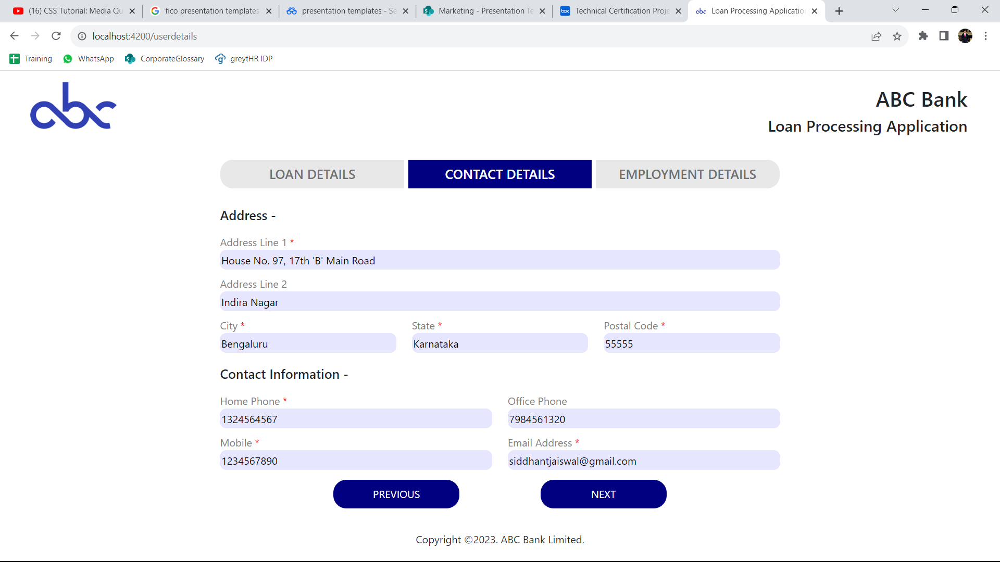 (16) CSS Tutorial: Media Qu
fico presentation templates
presentation templates - Se
Marketing - Presentation Te
Technical Certification Proje
Loan Processing Application
localhost:4200/userdetails
Training
WhatsApp
CorporateGlossary
greytHR IDP
abc
ABC Bank
Loan Processing Application
LOAN DETAILS
CONTACT DETAILS
EMPLOYMENT DETAILS
Address -
Address Line 1 *
House No. 97, 17th 'B' Main Road
Address Line 2
Indira Nagar
City * State * Postal Code *
Bengaluru Karnataka 55555
Contact Information -
Home Phone * Office Phone
1324564567 7984561320
Mobile * Email Address *
1234567890 siddhantjaiswal@gmail.com
PREVIOUS NEXT
Copyright ©2023. ABC Bank Limited.